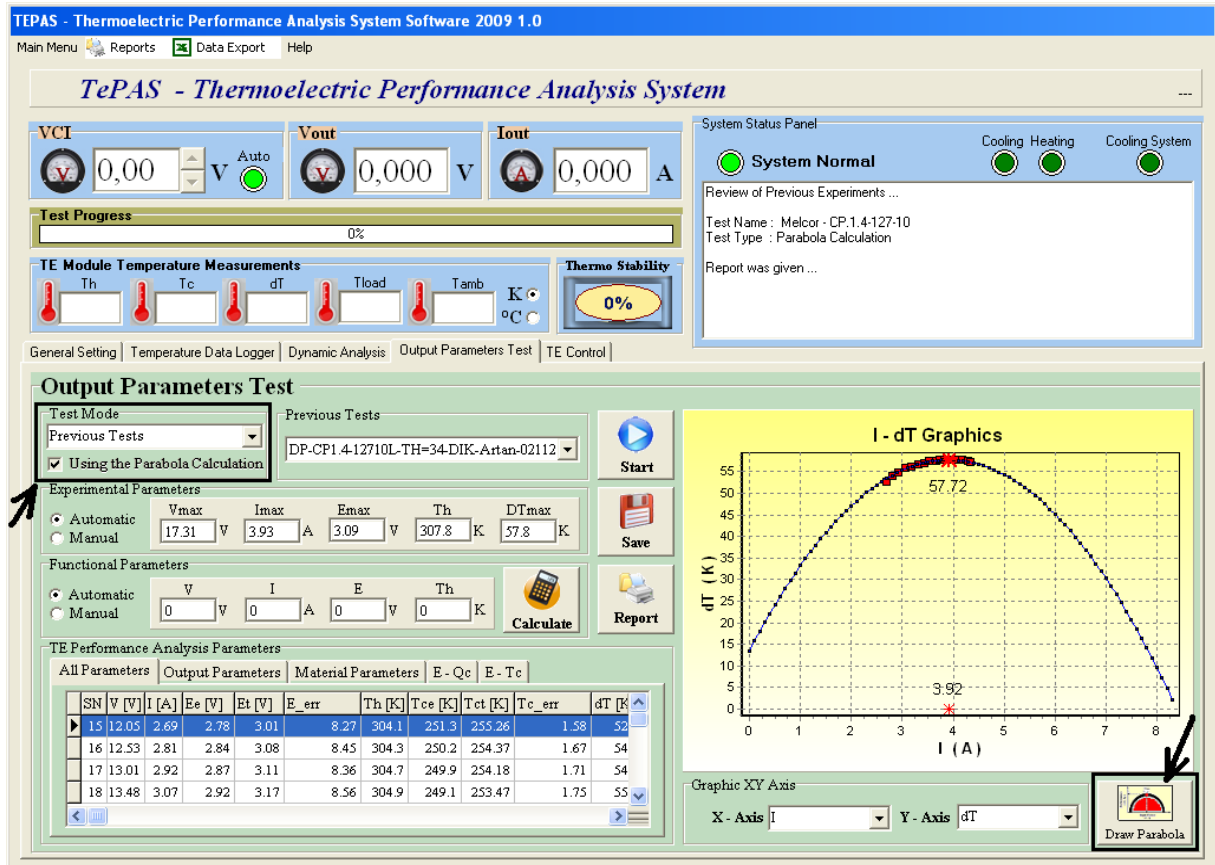 TEPAS - Thermoelectric Performance Analysis System Software 2009 1.0
Main Menu Reports Data Export Help
TePAS - Thermoelectric Performance Analysis System
---
VCI
0,00 V Auto
Vout
0,000 V
Iout
0,000 A
System Status Panel
System Normal
Cooling Heating Cooling System
Review of Previous Experiments ...
Test Name : Melcor - CP.1.4-127-10
Test Type : Parabola Calculation
Report was given ...
Test Progress
0%
TE Module Temperature Measurements
Th Tc dT Tload Tamb
K
ºC
Thermo Stability
0%
General Setting Temperature Data Logger Dynamic Analysis Output Parameters Test TE Control
Output Parameters Test
Test Mode
Previous Tests
Using the Parabola Calculation
Previous Tests
DP-CP1.4-12710L-TH=34-DIK-Artan-02112
Start
Experimental Parameters
Automatic
Manual
Vmax Imax Emax Th DTmax
17.31 V 3.93 A 3.09 V 307.8 K 57.8 K
Save
Functional Parameters
Automatic
Manual
V I E Th
0 V 0 A 0 V 0 K
Calculate
Report
TE Performance Analysis Parameters
All Parameters Output Parameters Material Parameters E - Qc E - Tc
SN V [V] I [A] Ee [V] Et [V] E_err Th [K] Tce [K] Tct [K] Tc_err dT [K
15 12.05 2.69 2.78 3.01 8.27 304.1 251.3 255.26 1.58 52
16 12.53 2.81 2.84 3.08 8.45 304.3 250.2 254.37 1.67 54
17 13.01 2.92 2.87 3.11 8.36 304.7 249.9 254.18 1.71 54
18 13.48 3.07 2.92 3.17 8.56 304.9 249.1 253.47 1.75 55
I - dT Graphics
dT ( K )
55
50
45
40
35
30
25
20
15
10
5
0
57.72
3.92
0 1 2 3 4 5 6 7 8
I ( A )
Graphic XY Axis
X - Axis I Y - Axis dT
Draw Parabola